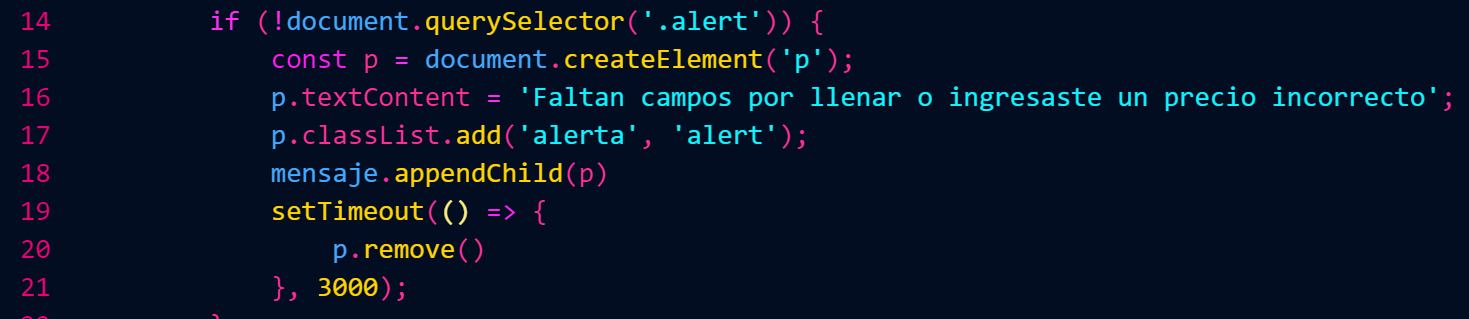 14 if (!document.querySelector('.alert')) {
15 const p = document.createElement('p');
16 p.textContent = 'Faltan campos por llenar o ingresaste un precio incorrecto';
17 p.classList.add('alerta', 'alert');
18 mensaje.appendChild(p)
19 setTimeout(() => {
20 p.remove()
21 }, 3000);